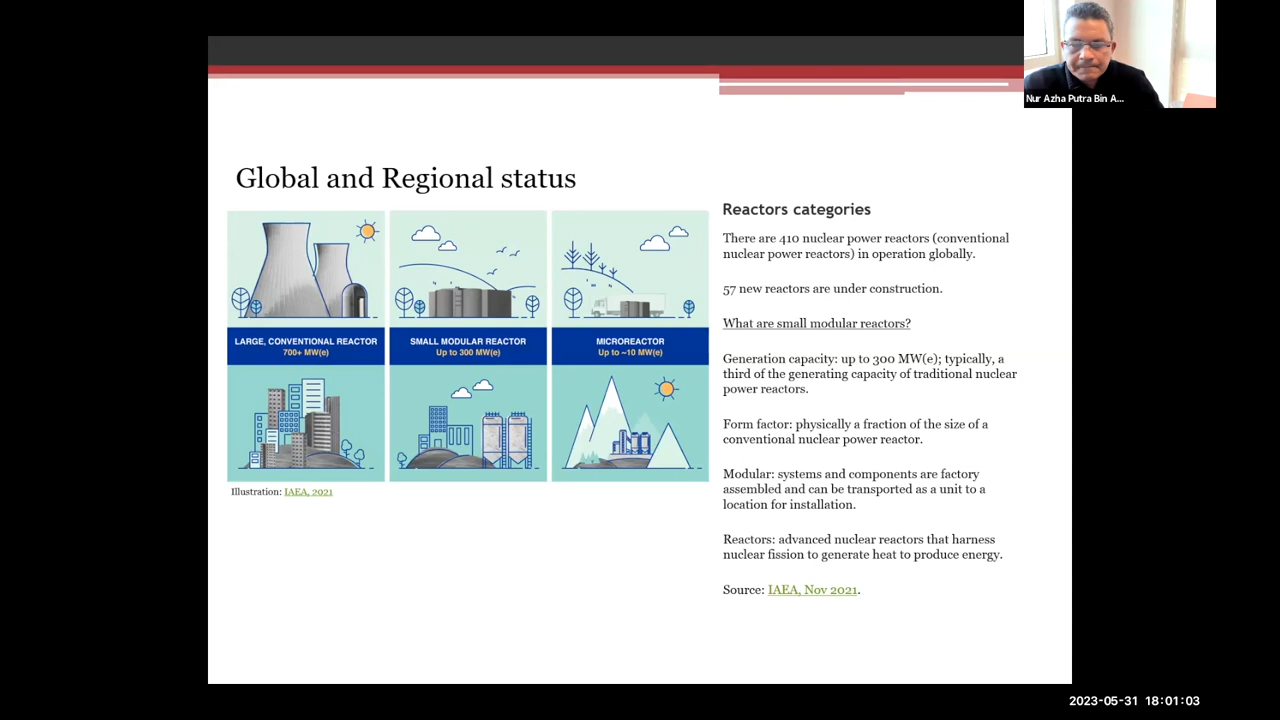 Nur Azha Putra Bin A...
Global and Regional status
LARGE, CONVENTIONAL REACTOR
700+ MW(e)
SMALL MODULAR REACTOR
Up to 300 MW(e)
MICROREACTOR
Up to ~10 MW(e)
Illustration: IAEA, 2021
Reactors categories
There are 410 nuclear power reactors (conventional
nuclear power reactors) in operation globally.
57 new reactors are under construction.
What are small modular reactors?
Generation capacity: up to 300 MW(e); typically, a
third of the generating capacity of traditional nuclear
power reactors.
Form factor: physically a fraction of the size of a
conventional nuclear power reactor.
Modular: systems and components are factory
assembled and can be transported as a unit to a
location for installation.
Reactors: advanced nuclear reactors that harness
nuclear fission to generate heat to produce energy.
Source: IAEA, Nov 2021.
2023-05-31 18:01:03